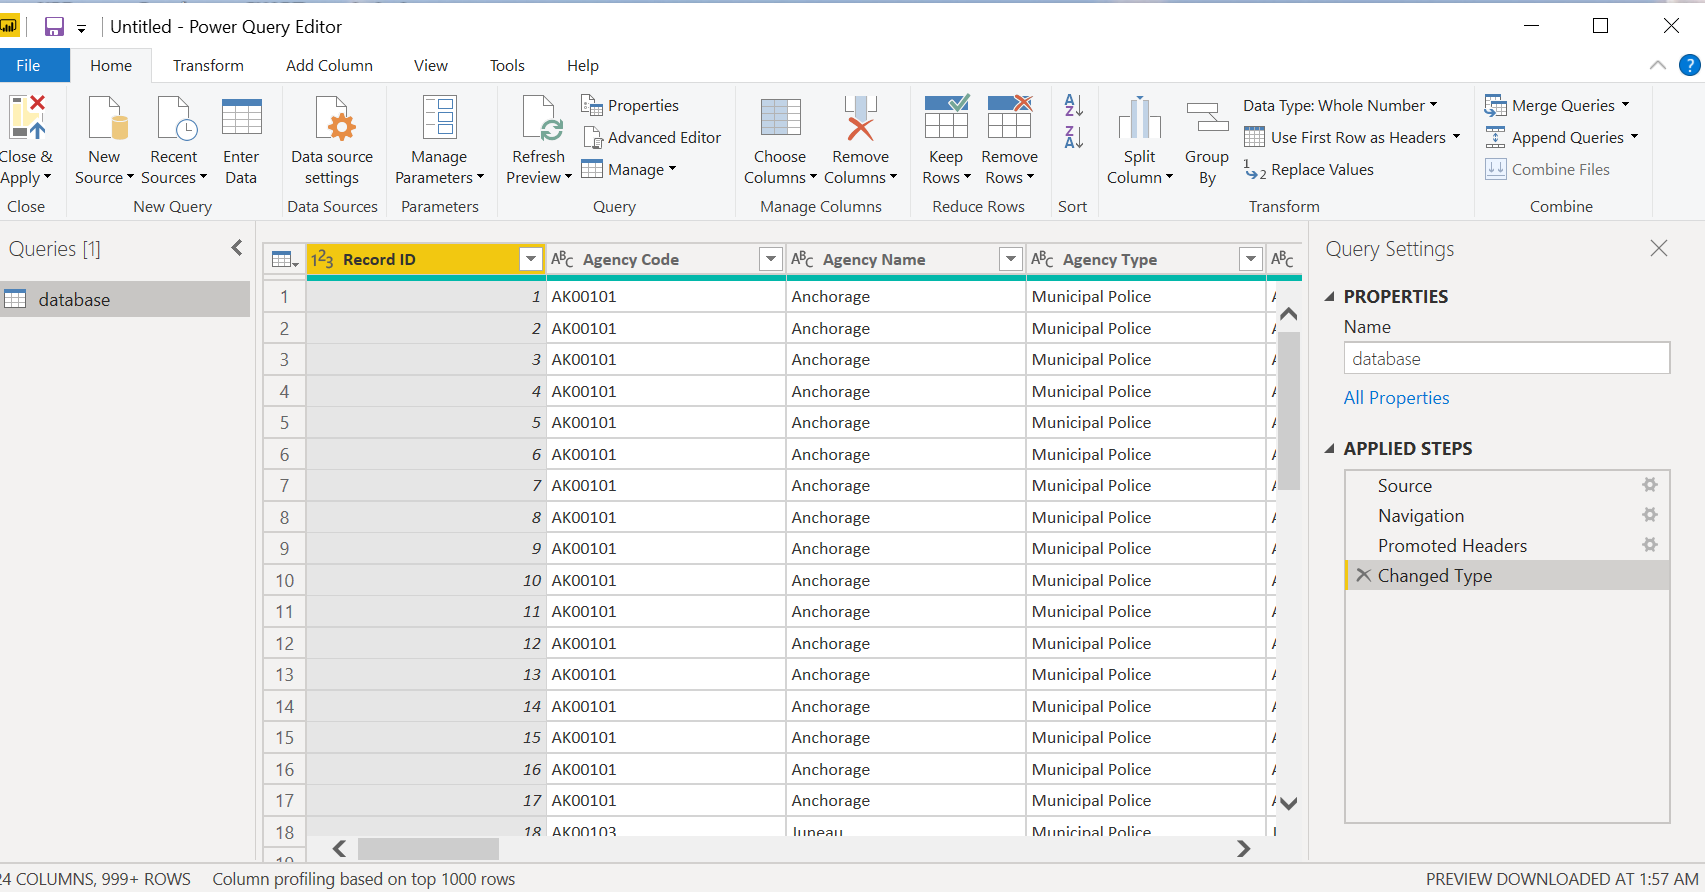 Untitled - Power Query Editor
File Home Transform Add Column View Tools Help
Close & Apply
New Source
Recent Sources
Enter Data
Data source settings
Manage Parameters
Refresh Preview
Properties
Advanced Editor
Manage
Choose Columns
Remove Columns
Keep Rows
Remove Rows
Split Column
Group By
Data Type: Whole Number
Use First Row as Headers
Replace Values
Merge Queries
Append Queries
Combine Files
Close New Query Data Sources Parameters Query Manage Columns Reduce Rows Sort Transform Combine
Queries [1]
database
Record ID Agency Code Agency Name Agency Type
1 1 AK00101 Anchorage Municipal Police
2 2 AK00101 Anchorage Municipal Police
3 3 AK00101 Anchorage Municipal Police
4 4 AK00101 Anchorage Municipal Police
5 5 AK00101 Anchorage Municipal Police
6 6 AK00101 Anchorage Municipal Police
7 7 AK00101 Anchorage Municipal Police
8 8 AK00101 Anchorage Municipal Police
9 9 AK00101 Anchorage Municipal Police
10 10 AK00101 Anchorage Municipal Police
11 11 AK00101 Anchorage Municipal Police
12 12 AK00101 Anchorage Municipal Police
13 13 AK00101 Anchorage Municipal Police
14 14 AK00101 Anchorage Municipal Police
15 15 AK00101 Anchorage Municipal Police
16 16 AK00101 Anchorage Municipal Police
17 17 AK00101 Anchorage Municipal Police
18 18 AK00103 Juneau Municipal Police
Query Settings
PROPERTIES
Name
database
All Properties
APPLIED STEPS
Source
Navigation
Promoted Headers
Changed Type
24 COLUMNS, 999+ ROWS Column profiling based on top 1000 rows
PREVIEW DOWNLOADED AT 1:57 AM